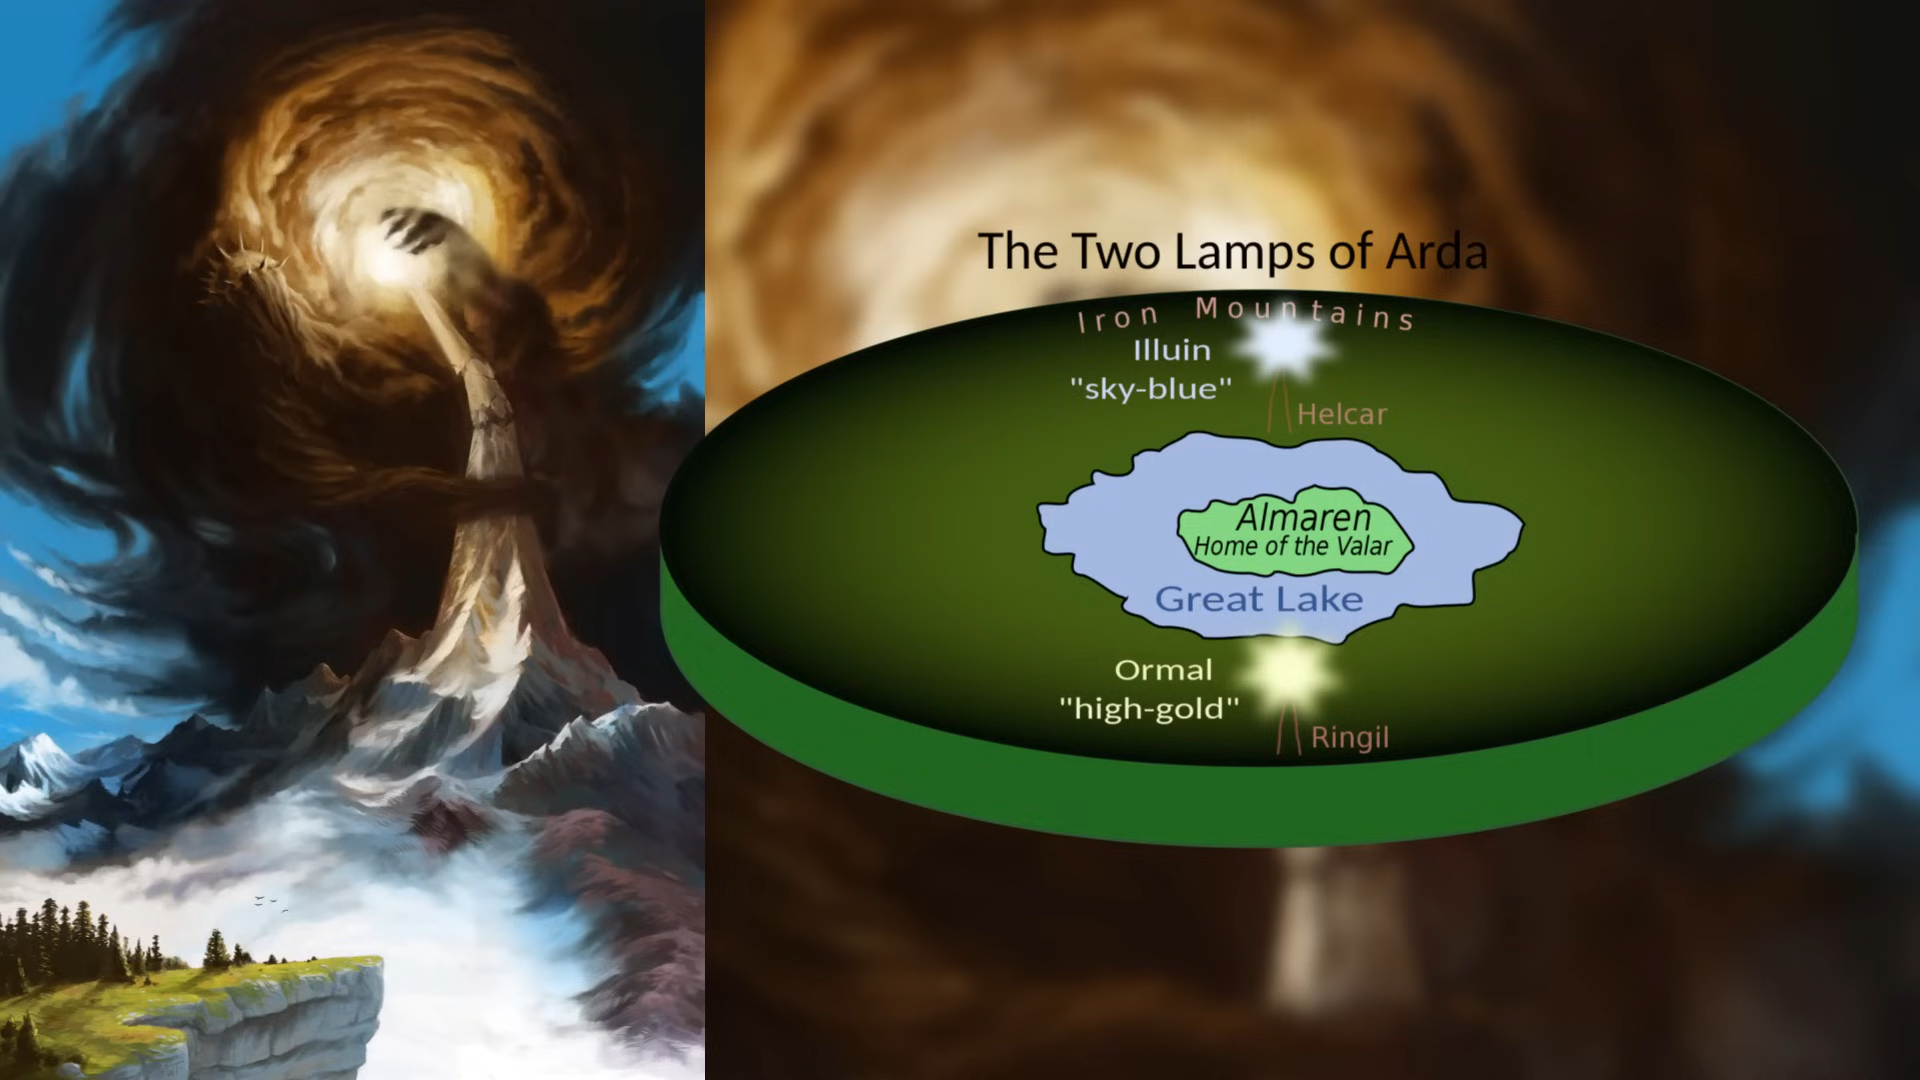 The Two Lamps of Arda
Iron Mountains
Illuin
"sky-blue"
Helcar
Almaren
Home of the Valar
Great Lake
Ormal
"high-gold"
Ringil